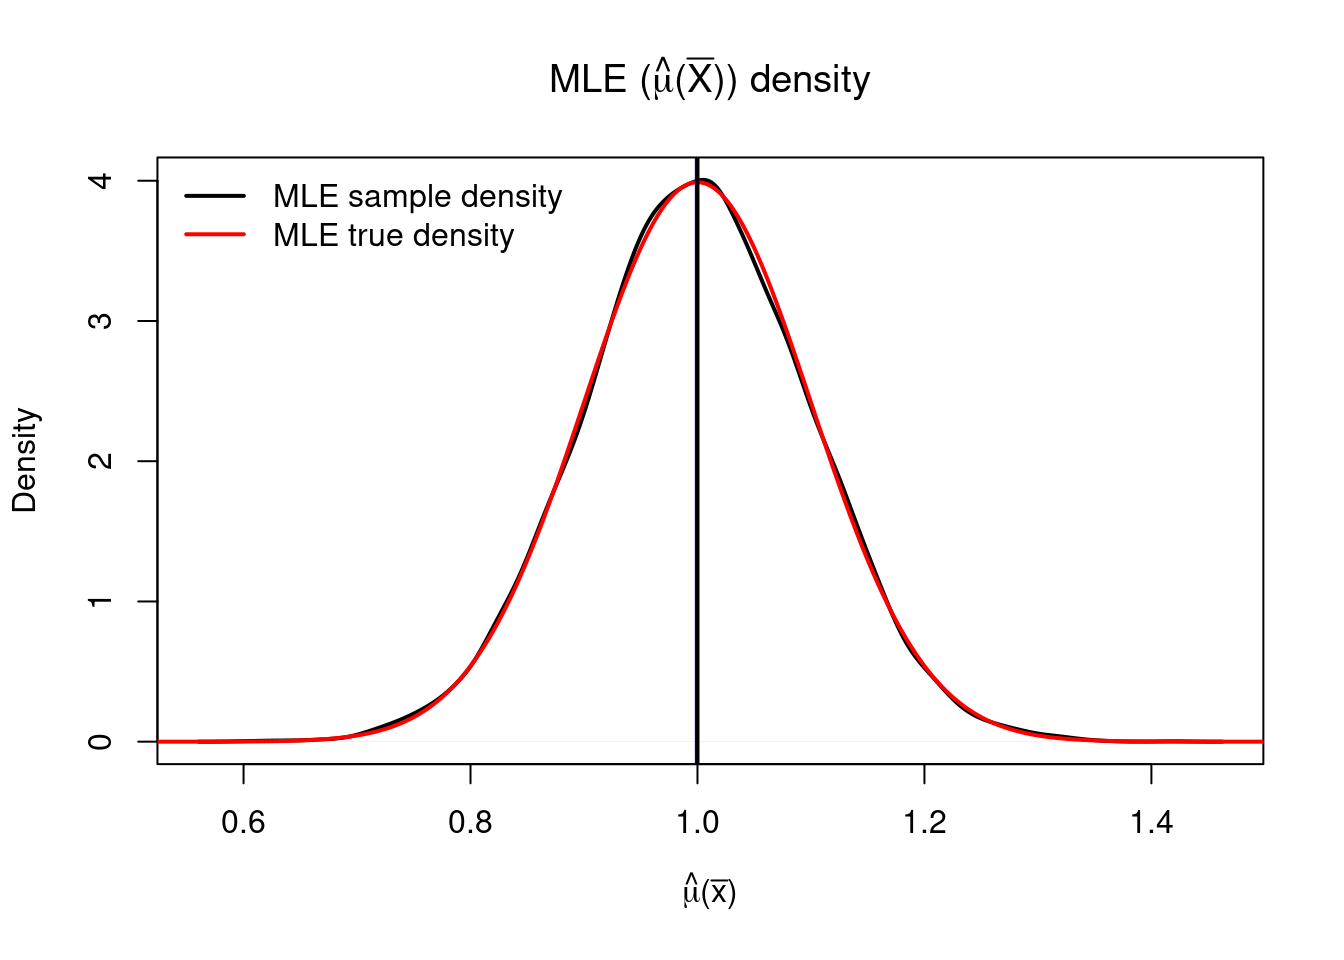 MLE (μ̂(X̅)) density
MLE sample density
MLE true density
Density
4
3
2
1
0
0.6 0.8 1.0 1.2 1.4
μ̂(x̅)